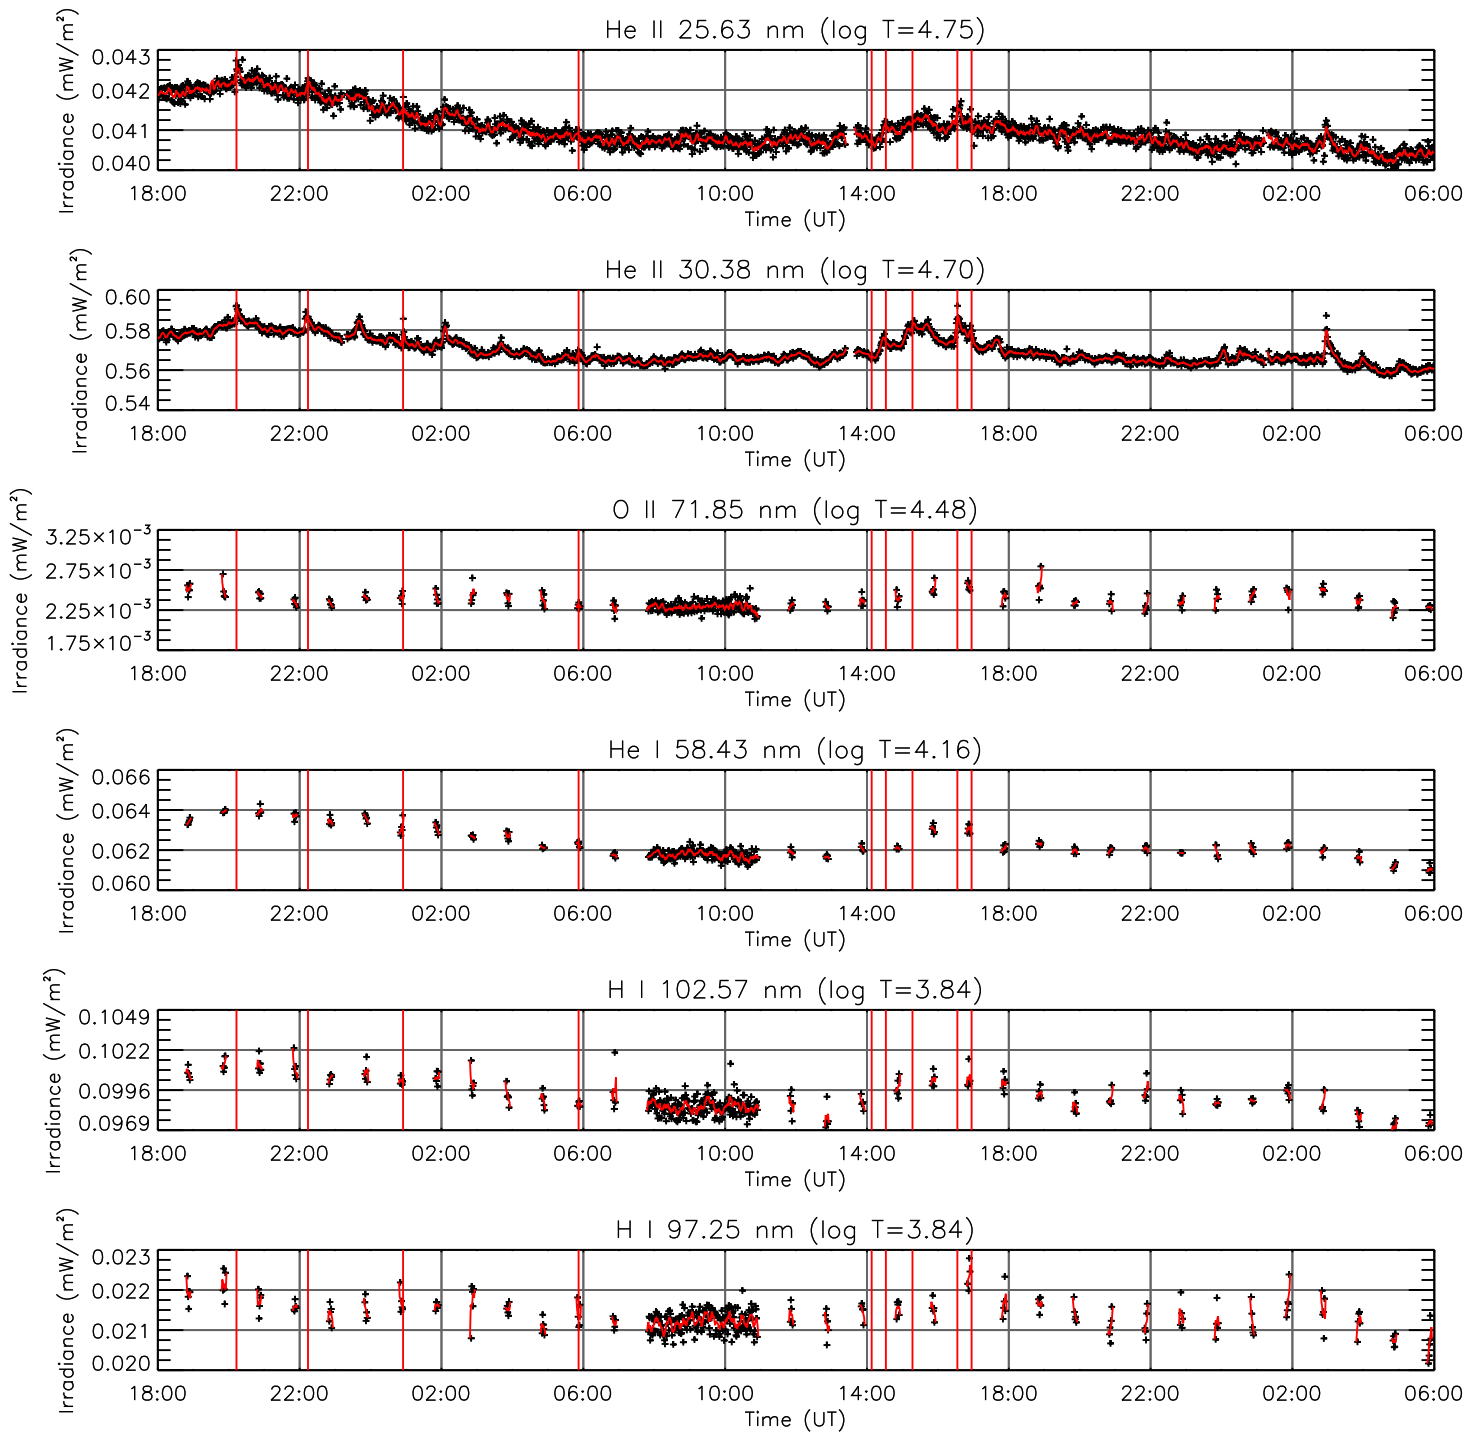 He II 25.63 nm (log T=4.75)
Irradiance (mW/m²)
0.043
0.042
0.041
0.040
18:00 22:00 02:00 06:00 10:00 14:00 18:00 22:00 02:00 06:00
Time (UT)
He II 30.38 nm (log T=4.70)
Irradiance (mW/m²)
0.60
0.58
0.56
0.54
18:00 22:00 02:00 06:00 10:00 14:00 18:00 22:00 02:00 06:00
Time (UT)
O II 71.85 nm (log T=4.48)
Irradiance (mW/m²)
3.25×10⁻³
2.75×10⁻³
2.25×10⁻³
1.75×10⁻³
18:00 22:00 02:00 06:00 10:00 14:00 18:00 22:00 02:00 06:00
Time (UT)
He I 58.43 nm (log T=4.16)
Irradiance (mW/m²)
0.066
0.064
0.062
0.060
18:00 22:00 02:00 06:00 10:00 14:00 18:00 22:00 02:00 06:00
Time (UT)
H I 102.57 nm (log T=3.84)
Irradiance (mW/m²)
0.1049
0.1022
0.0996
0.0969
18:00 22:00 02:00 06:00 10:00 14:00 18:00 22:00 02:00 06:00
Time (UT)
H I 97.25 nm (log T=3.84)
Irradiance (mW/m²)
0.023
0.022
0.021
0.020
18:00 22:00 02:00 06:00 10:00 14:00 18:00 22:00 02:00 06:00
Time (UT)